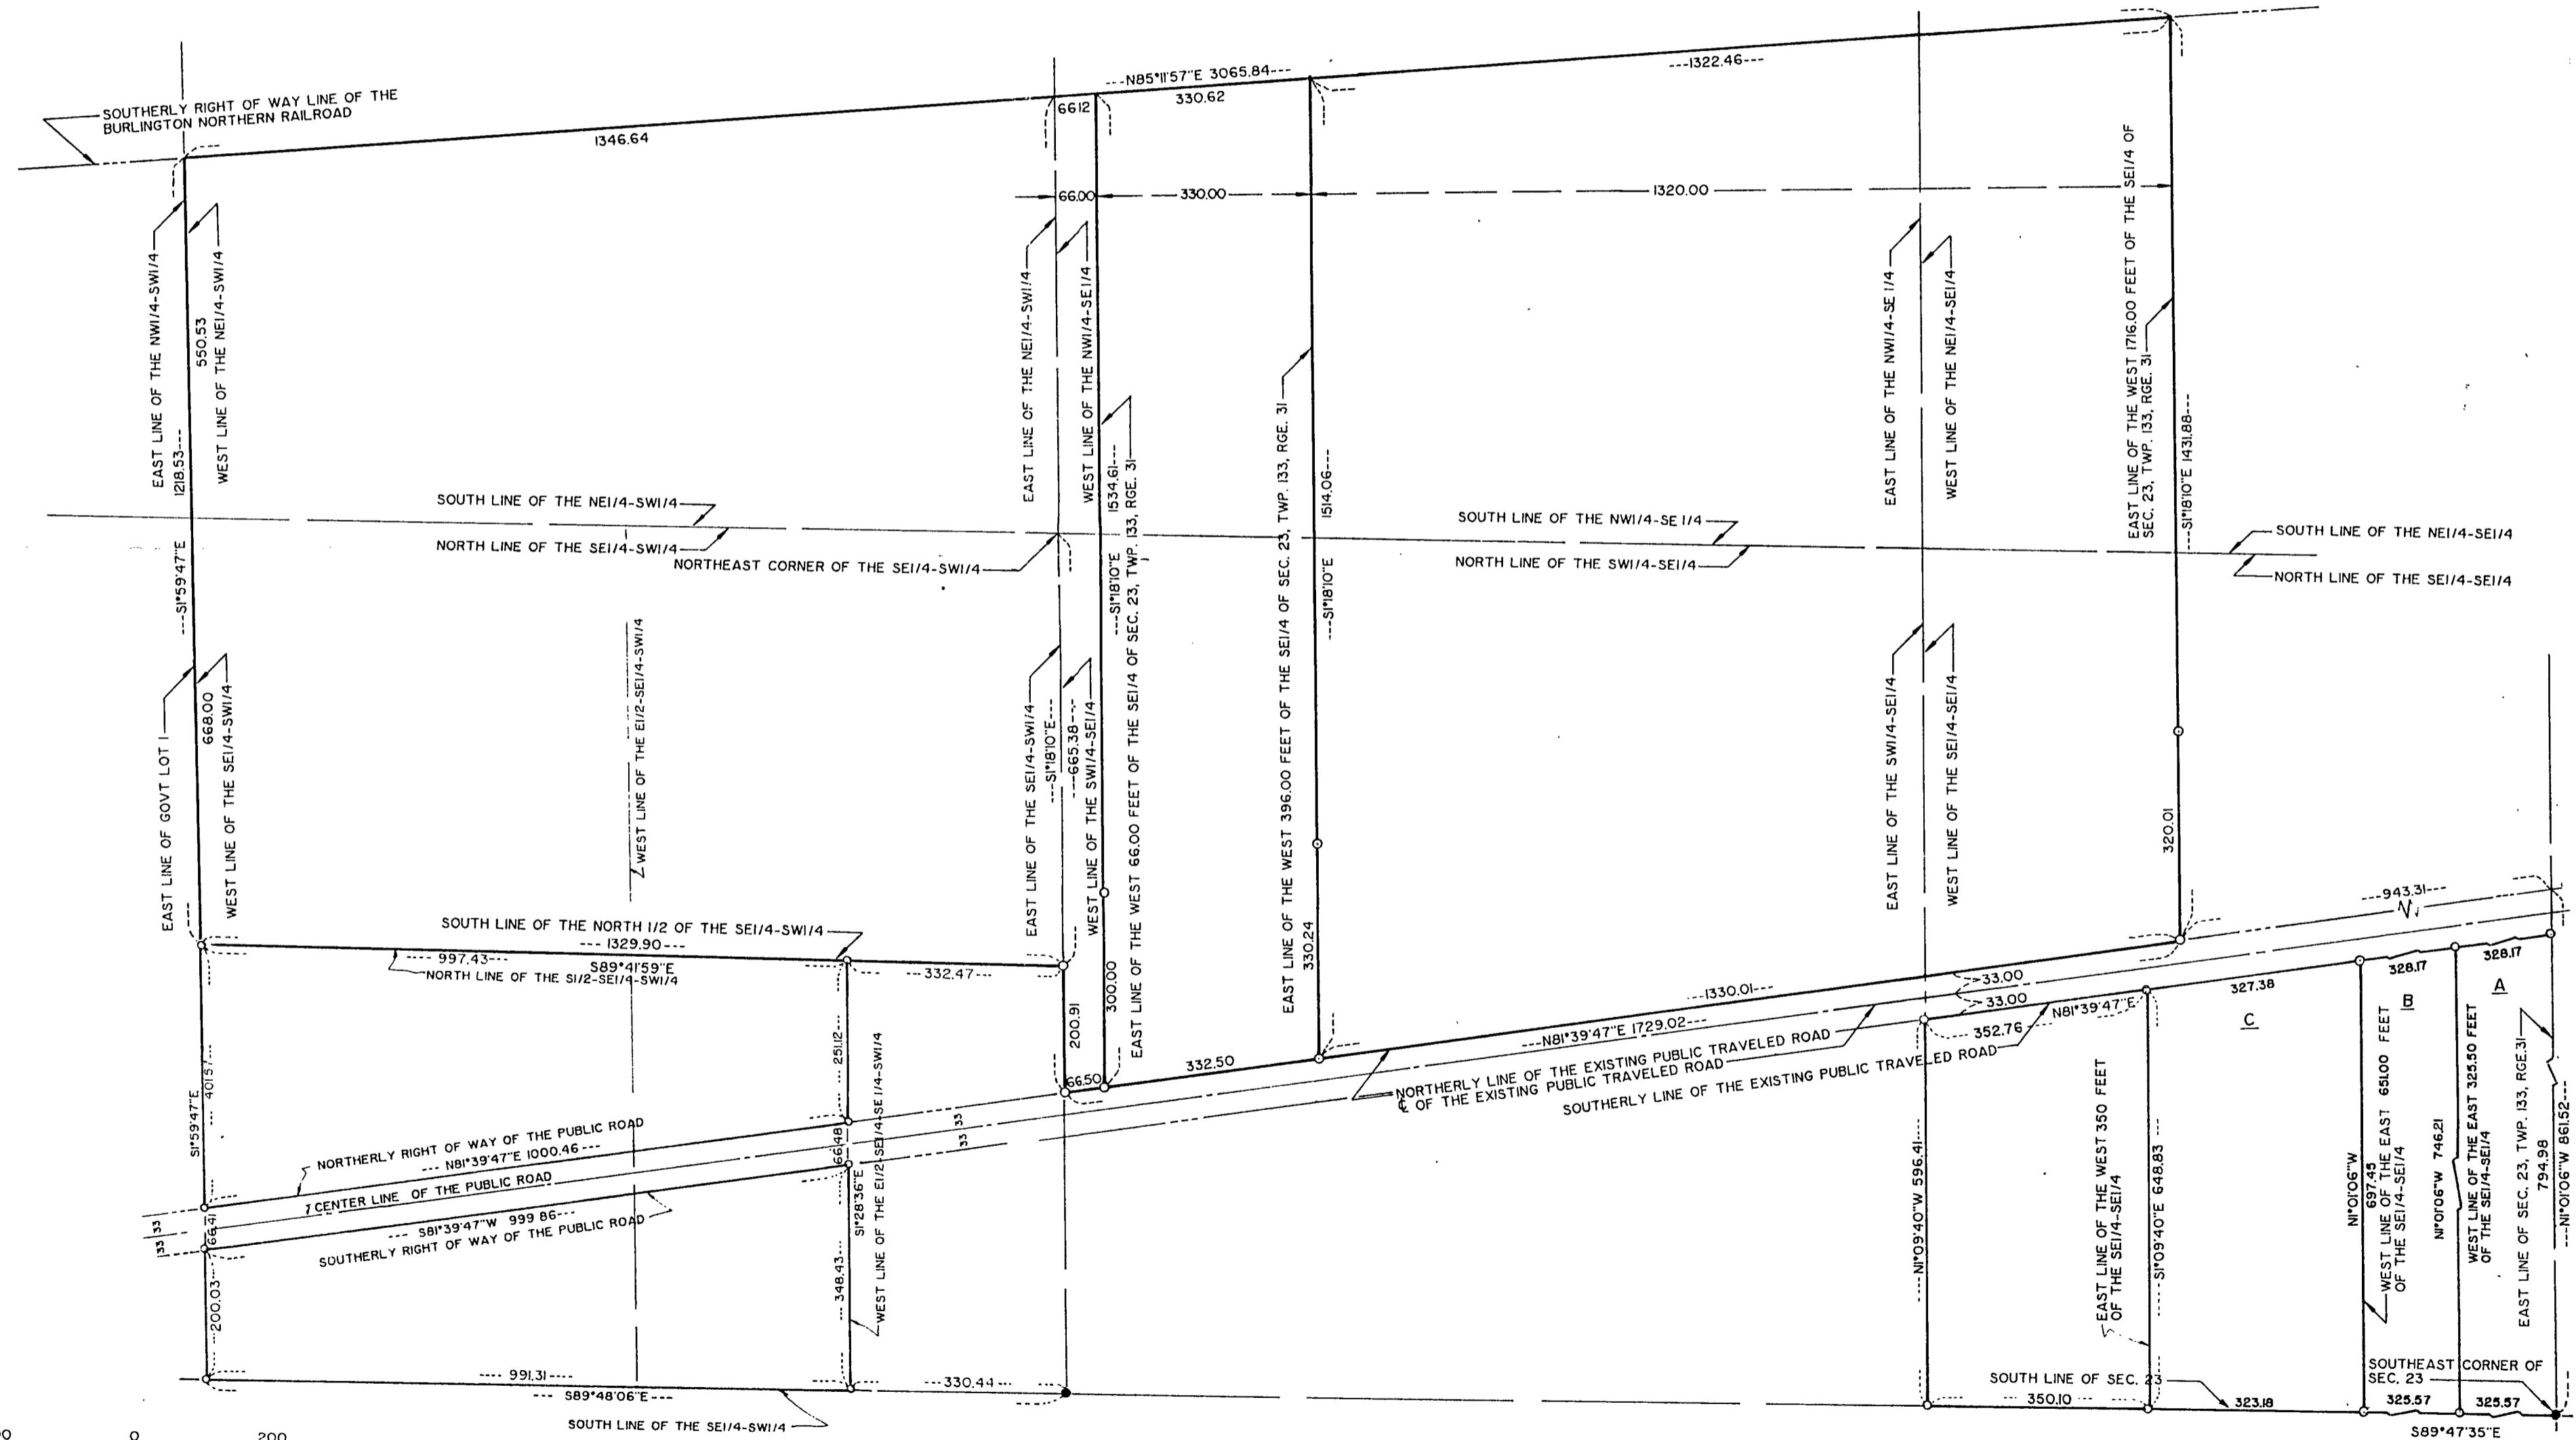 ---N85°11'57"E 3065.84---
---1322.46---
SOUTHERLY RIGHT OF WAY LINE OF THE
BURLINGTON NORTHERN RAILROAD
1346.64
6612
330.62
66.00
330.00
1320.00
EAST LINE OF THE NW1/4-SW1/4
550.53
WEST LINE OF THE NE1/4-SW1/4
1218.53---
---S1°59'47"E
EAST LINE OF THE NE1/4-SW1/4
WEST LINE OF THE NW1/4-SE1/4
1534.61---
---S1°18'10"E
EAST LINE OF THE WEST 66.00 FEET OF THE SE1/4 OF SEC. 23, TWP. 133, RGE. 31
EAST LINE OF THE WEST 396.00 FEET OF THE SE1/4 OF SEC. 23, TWP. 133, RGE. 31
1514.06---
---S1°18'10"E
EAST LINE OF THE NW1/4-SE 1/4
WEST LINE OF THE NE1/4-SE1/4
EAST LINE OF THE WEST 1716.00 FEET OF THE SE1/4 OF
SEC. 23, TWP. 133, RGE. 31
---S1°18'10"E 1431.88---
SOUTH LINE OF THE NE1/4-SW1/4
NORTH LINE OF THE SE1/4-SW1/4
NORTHEAST CORNER OF THE SE1/4-SW1/4
SOUTH LINE OF THE NW1/4-SE 1/4
NORTH LINE OF THE SW1/4-SE1/4
SOUTH LINE OF THE NE1/4-SE1/4
NORTH LINE OF THE SE1/4-SE1/4
EAST LINE OF GOVT LOT 1
668.00
WEST LINE OF THE SE1/4-SW1/4
WEST LINE OF THE E1/2-SE1/4-SW1/4
EAST LINE OF THE SE1/4-SW1/4
---S1°18'10"E---
---665.38---
WEST LINE OF THE SW1/4-SE1/4
EAST LINE OF THE SW1/4-SE1/4
WEST LINE OF THE SE1/4-SE1/4
320.01
330.24
300.00
200.91
SOUTH LINE OF THE NORTH 1/2 OF THE SE1/4-SW1/4
--- 1329.90---
---- 997.43---
S89°41'59"E
---332.47---
NORTH LINE OF THE S1/2-SE1/4-SW1/4
---943.31---
66.50
332.50
---1330.01---
---N81°39'47"E 1729.02---
33.00
33.00
N81°39'47"E
352.76
327.38
328.17
328.17
A
B
C
NORTHERLY LINE OF THE EXISTING PUBLIC TRAVELED ROAD
℄ OF THE EXISTING PUBLIC TRAVELED ROAD
SOUTHERLY LINE OF THE EXISTING PUBLIC TRAVELED ROAD
S1°59'47"E
251.12
66.48
S1°28'36"E
WEST LINE OF THE E1/2-SE1/4-SE 1/4-SW1/4
33 33
NORTHERLY RIGHT OF WAY OF THE PUBLIC ROAD
--- N81°39'47"E 1000.46 ---
CENTER LINE OF THE PUBLIC ROAD
--- S81°39'47"W 999 86---
SOUTHERLY RIGHT OF WAY OF THE PUBLIC ROAD
33 33
66.41
200.03
348.43
---N1°09'40"W 596.41---
EAST LINE OF THE WEST 350 FEET
OF THE SE1/4-SE1/4
S1°09'40"E 648.83
N1°01'06"W
697.45
WEST LINE OF THE EAST 651.00 FEET
OF THE SE1/4-SE1/4
N1°01'06"W 746.21
WEST LINE OF THE EAST 325.50 FEET
OF THE SE1/4-SE1/4
EAST LINE OF SEC. 23, TWP. 133, RGE.31
794.98
---N1°01'06"W 861.52---
---- 991.31----
---330.44---
--- S89°48'06"E---
SOUTH LINE OF THE SE1/4-SW1/4
SOUTH LINE OF SEC. 23
SOUTHEAST CORNER OF
SEC. 23
350.10
323.18
325.57
325.57
S89°47'35"E
0
200